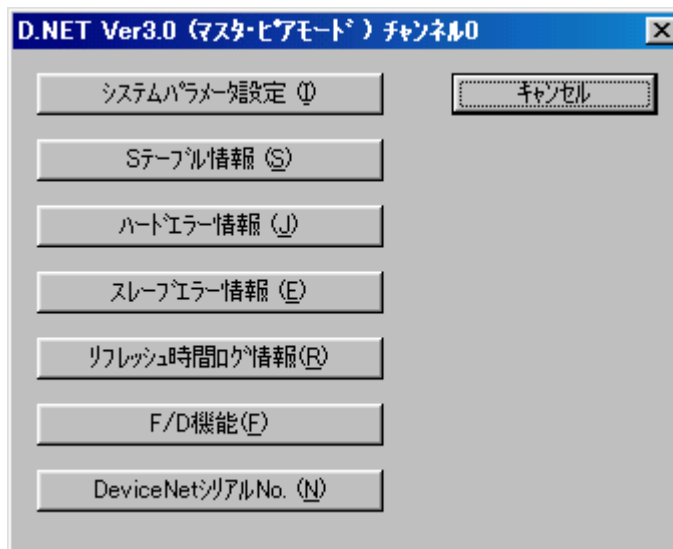 D.NET Ver3.0 (ﾏｽﾀ･ﾋﾟｱﾓｰﾄﾞ) ﾁｬﾝﾈﾙ0
ｼｽﾃﾑﾊﾟﾗﾒｰﾀ設定 (I)
キャンセル
Sﾃｰﾌﾞﾙ情報 (S)
ﾊｰﾄﾞｴﾗｰ情報 (J)
ｽﾚｰﾌﾞｴﾗｰ情報 (E)
ﾘﾌﾚｯｼｭ時間ﾛｸﾞ情報(R)
F/D機能(F)
DeviceNetｼﾘｱﾙNo. (N)